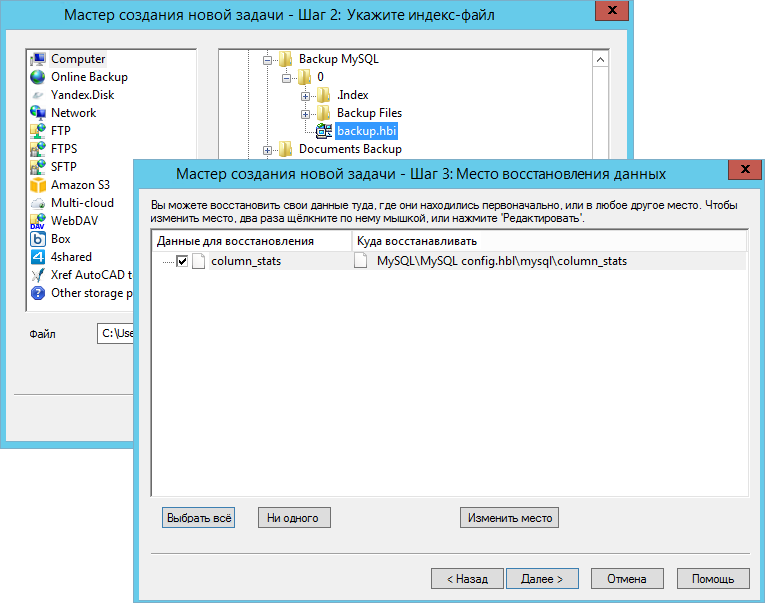 Мастер создания новой задачи - Шаг 2: Укажите индекс-файл
Computer
Online Backup
Yandex.Disk
Network
FTP
FTPS
SFTP
Amazon S3
Multi-cloud
WebDAV
Box
4shared
Xref AutoCAD t
Other storage p
Backup MySQL
0
.Index
Backup Files
backup.hbi
Documents Backup
Файл
C:\Use
Мастер создания новой задачи - Шаг 3: Место восстановления данных
Вы можете восстановить свои данные туда, где они находились первоначально, или в любое другое место. Чтобы
изменить место, два раза щёлкните по нему мышкой, или нажмите 'Редактировать'.
Данные для восстановления
Куда восстанавливать
column_stats
MySQL\MySQL config.hbl\mysql\column_stats
Выбрать всё
Ни одного
Изменить место
< Назад
Далее >
Отмена
Помощь